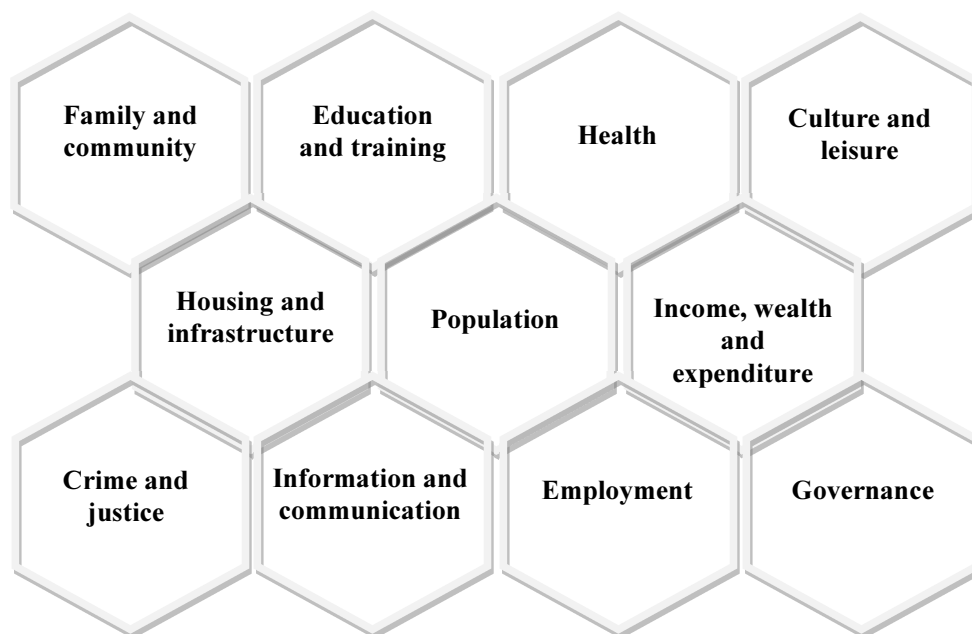 Family and
community
Education
and training
Health
Culture and
leisure
Housing and
infrastructure
Population
Income, wealth
and
expenditure
Crime and
justice
Information and
communication
Employment
Governance